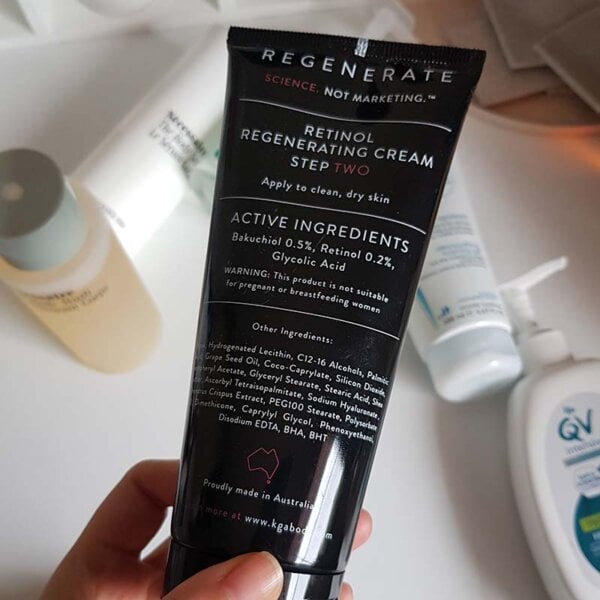 REGENERATE
SCIENCE. NOT MARKETING.™
RETINOL
REGENERATING CREAM
STEP TWO
Apply to clean, dry skin
ACTIVE INGREDIENTS
Bakuchiol 0.5%, Retinol 0.2%,
Glycolic Acid
WARNING: This product is not suitable
for pregnant or breastfeeding women
Other Ingredients:
Hydrogenated Lecithin, C12-16 Alcohols, Palmitic
Grape Seed Oil, Coco-Caprylate, Silicon Dioxide,
Acetate, Glyceryl Stearate, Stearic Acid, Shea
Ascorbyl Tetraisopalmitate, Sodium Hyaluronate,
Crispus Extract, PEG100 Stearate, Polysorbate
Dimethicone, Caprylyl Glycol, Phenoxyethanol,
Disodium EDTA, BHA, BHT
Proudly made in Australia
more at www.kgabod
QV